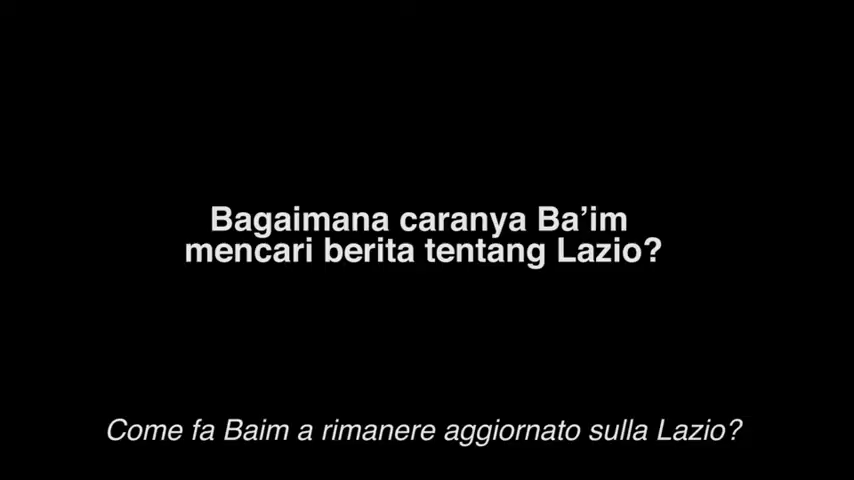 Bagaimana caranya Ba’im
mencari berita tentang Lazio?
Come fa Baim a rimanere aggiornato sulla Lazio?